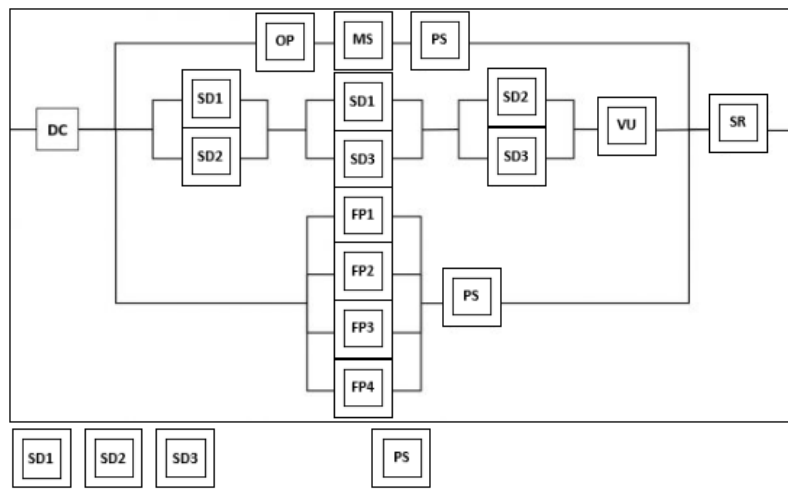 OP MS PS
SD1 SD1 SD2
DC VU SR
SD2 SD3 SD3
FP1
FP2
PS
FP3
FP4
SD1 SD2 SD3 PS